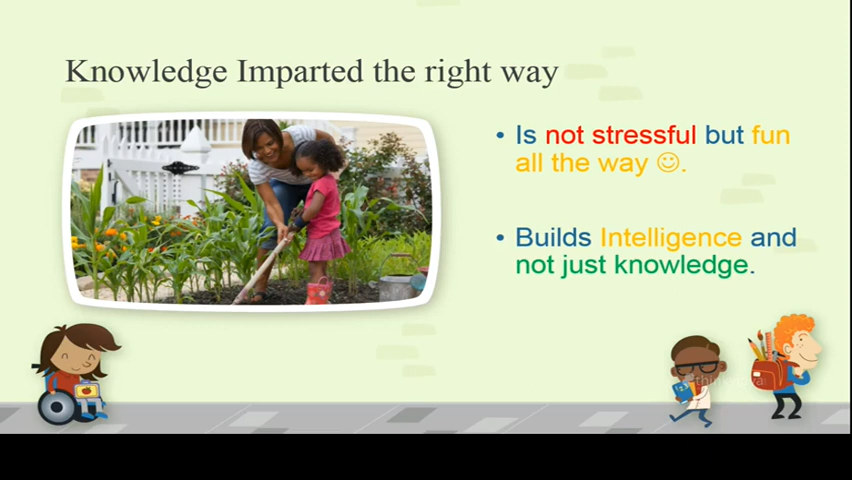 Knowledge Imparted the right way
• Is not stressful but fun
all the way ☺.
• Builds Intelligence and
not just knowledge.